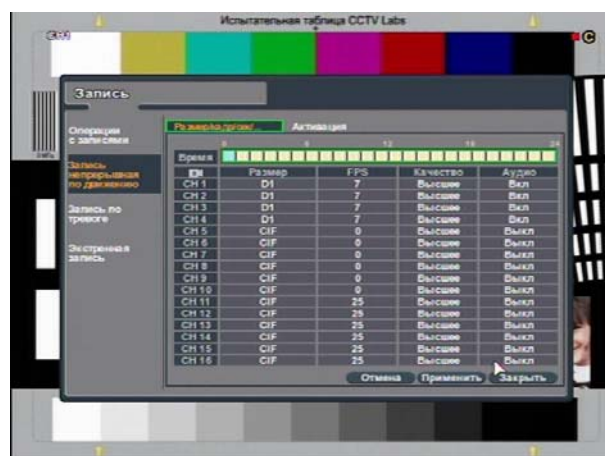 Испытательная таблица CCTV Labs
CH1
C
Запись
Операции
с записями
Запись
непрерывная
по движению
Запись по
тревоге
Экстренная
запись
Активация
0 6 12 18 24
Время
Размер FPS Качество Аудио
CH 1 D1 7 Высшее Вкл
CH 2 D1 7 Высшее Вкл
CH 3 D1 7 Высшее Вкл
CH 4 D1 7 Высшее Вкл
CH 5 CIF 0 Высшее Выкл
CH 6 CIF 0 Высшее Выкл
CH 7 CIF 0 Высшее Выкл
CH 8 CIF 0 Высшее Выкл
CH 9 CIF 0 Высшее Выкл
CH 10 CIF 0 Высшее Выкл
CH 11 CIF 25 Высшее Выкл
CH 12 CIF 25 Высшее Выкл
CH 13 CIF 25 Высшее Выкл
CH 14 CIF 25 Высшее Выкл
CH 15 CIF 25 Высшее Выкл
CH 16 CIF 25 Высшее Выкл
Отмена Применить Закрыть